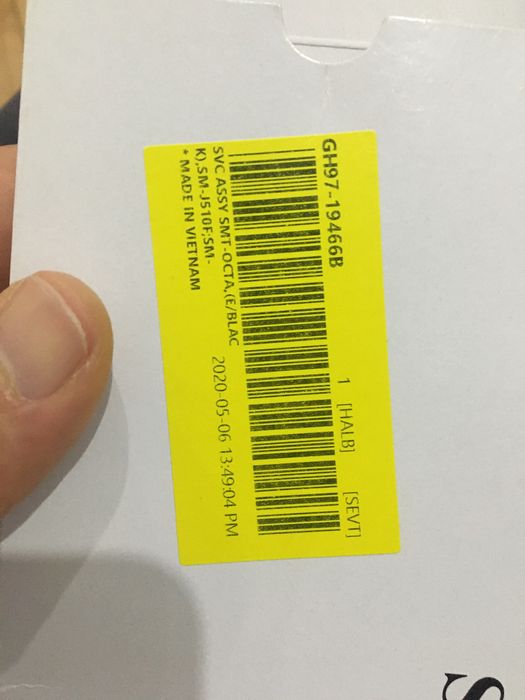 GH97-19466B
1 [HALB] [SEVT]
SVC ASSY SMT-OCTA,(E/BLAC
K),SM-J510F;SM-
* MADE IN VIETNAM
2020-05-06 13:49:04 PM
S